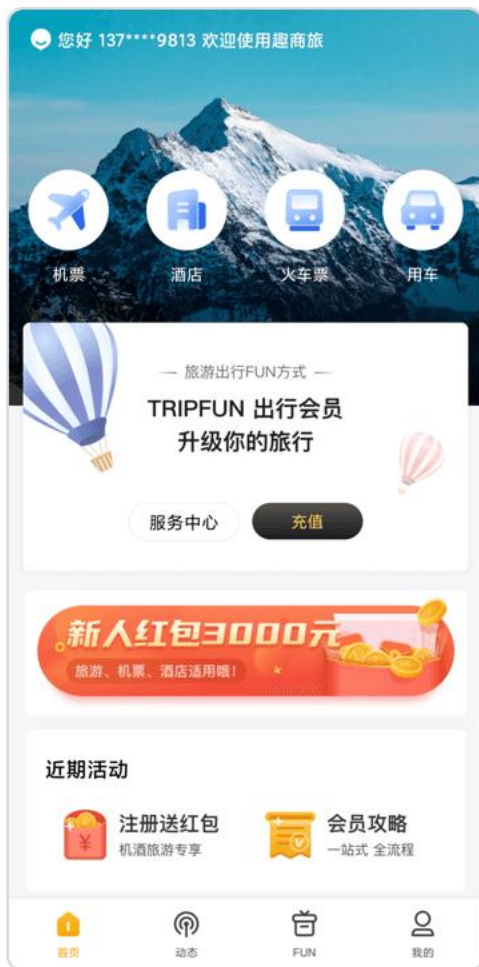 您好 137****9813 欢迎使用趣商旅
机票 酒店 火车票 用车
旅游出行FUN方式
TRIPFUN 出行会员
升级你的旅行
服务中心 充值
新人红包3000元
旅游、机票、酒店适用哦!
近期活动
注册送红包 会员攻略
机酒旅游专享 一站式 全流程
首页 动态 FUN 我的